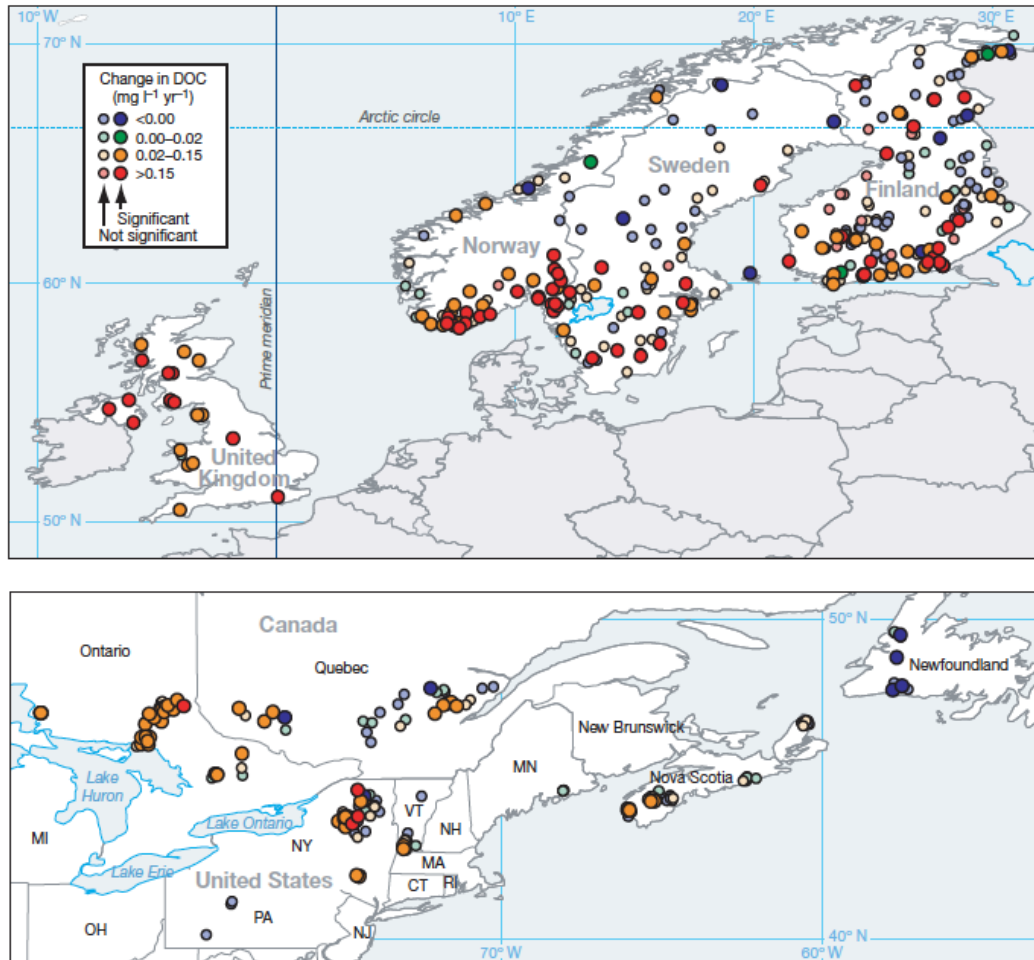 10° W
10° E
20° E
30° E
70° N
Change in DOC
(mg l⁻¹ yr⁻¹)
<0.00
0.00–0.02
0.02–0.15
>0.15
Significant
Not significant
Arctic circle
Sweden
Finland
Norway
60° N
Prime meridian
United
Kingdom
50° N
Canada
50° N
Ontario
Quebec
Newfoundland
New Brunswick
MN
Nova Scotia
Lake
Huron
Lake Ontario
VT
NH
MI
NY
MA
Lake Erie
United States
CT
RI
PA
OH
NJ
40° N
70° W
60° W